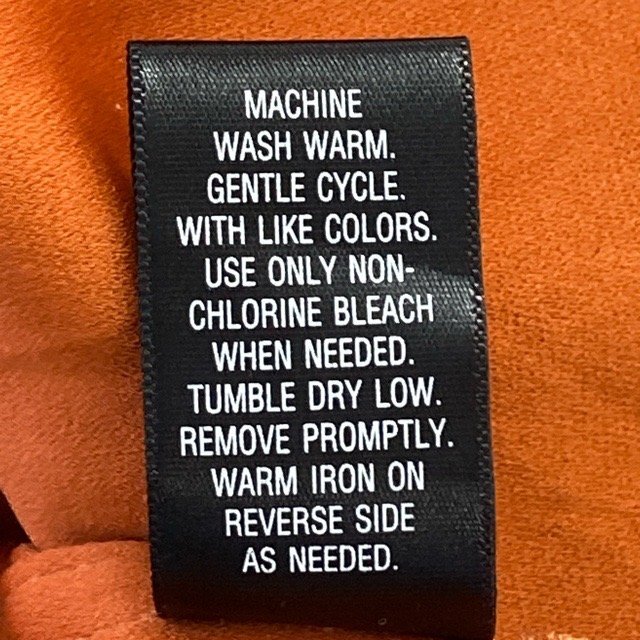 MACHINE
WASH WARM.
GENTLE CYCLE.
WITH LIKE COLORS.
USE ONLY NON-
CHLORINE BLEACH
WHEN NEEDED.
TUMBLE DRY LOW.
REMOVE PROMPTLY.
WARM IRON ON
REVERSE SIDE
AS NEEDED.